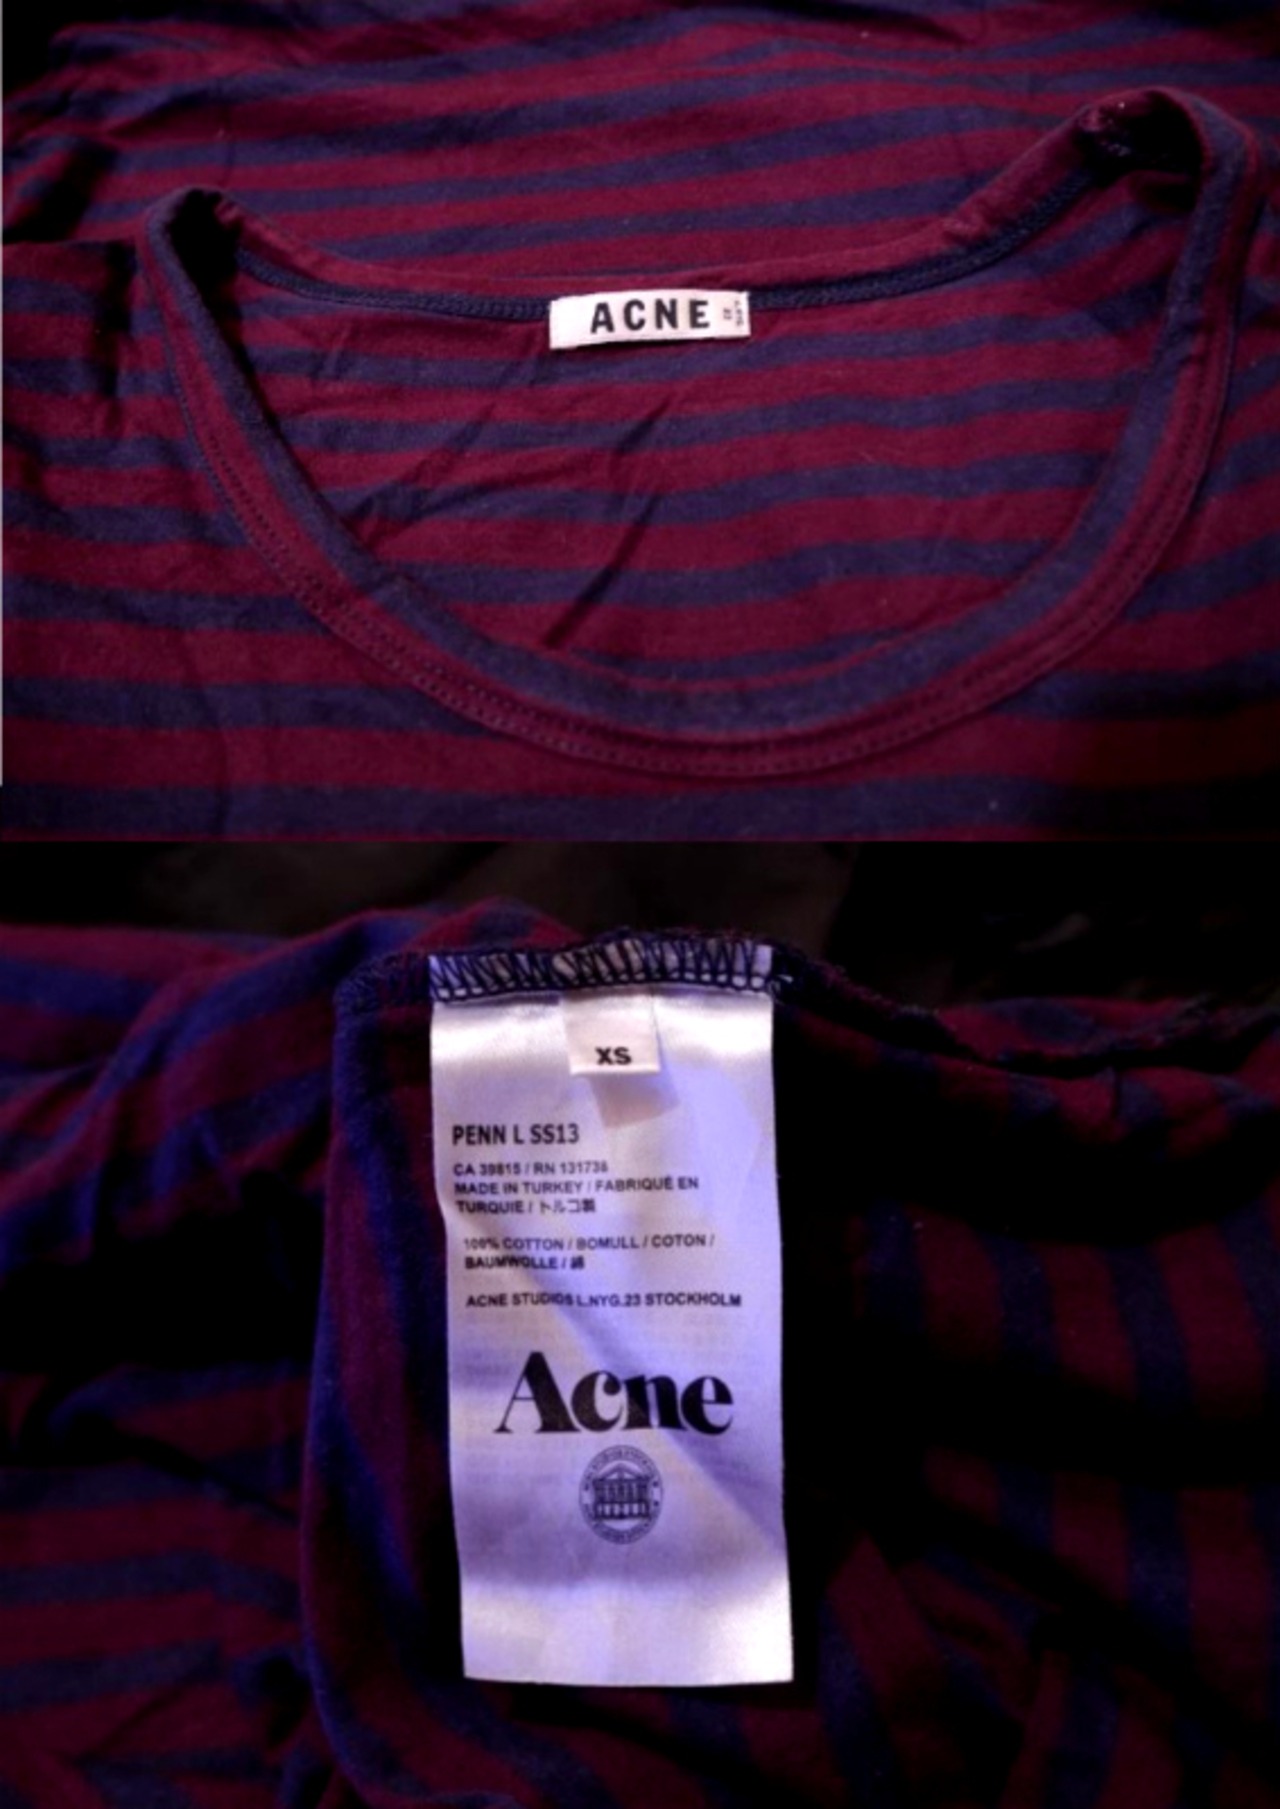 ACNE
XS
PENN L SS13
CA 39815 / RN 131738
MADE IN TURKEY / FABRIQUÉ EN
TURQUIE / トルコ製
100% COTTON / BOMULL / COTON /
BAUMWOLLE / 綿
ACNE STUDIOS L.NYG.23 STOCKHOLM
Acne